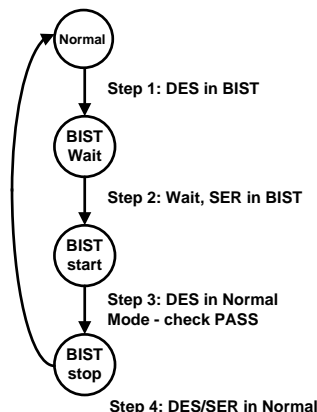 Normal
Step 1: DES in BIST
BIST
Wait
Step 2: Wait, SER in BIST
BIST
start
Step 3: DES in Normal
Mode - check PASS
BIST
stop
Step 4: DES/SER in Normal